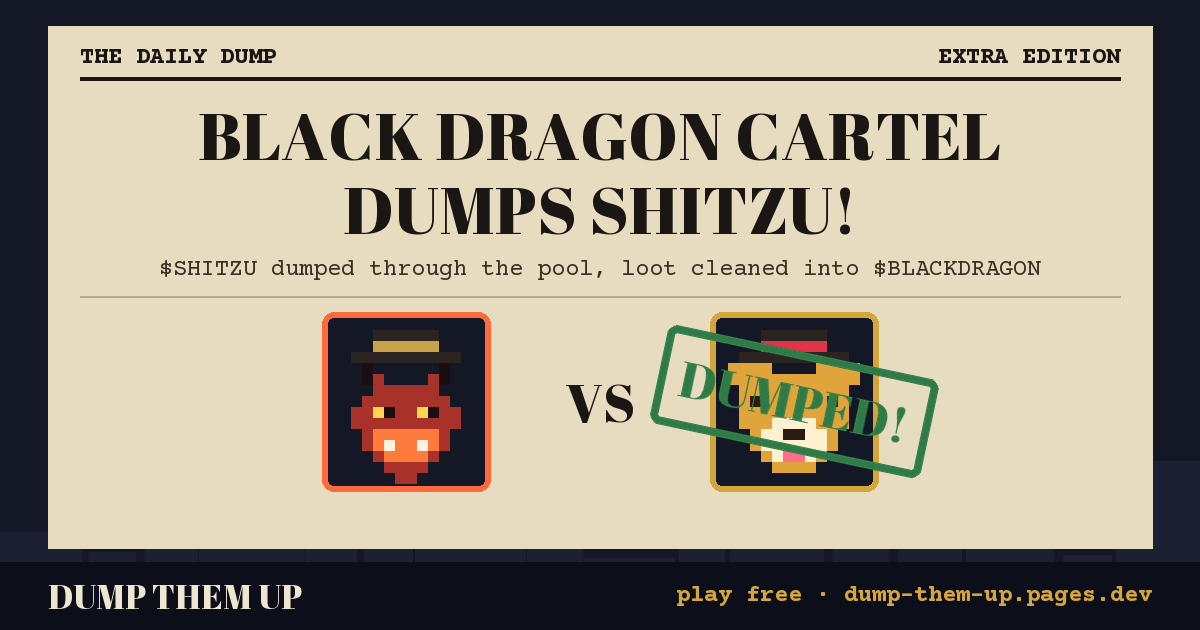 THE DAILY DUMP
EXTRA EDITION
BLACK DRAGON CARTEL
DUMPS SHITZU!
$SHITZU dumped through the pool, loot cleaned into $BLACKDRAGON
VS
DUMPED!
DUMP THEM UP
play free · dump-them-up.pages.dev